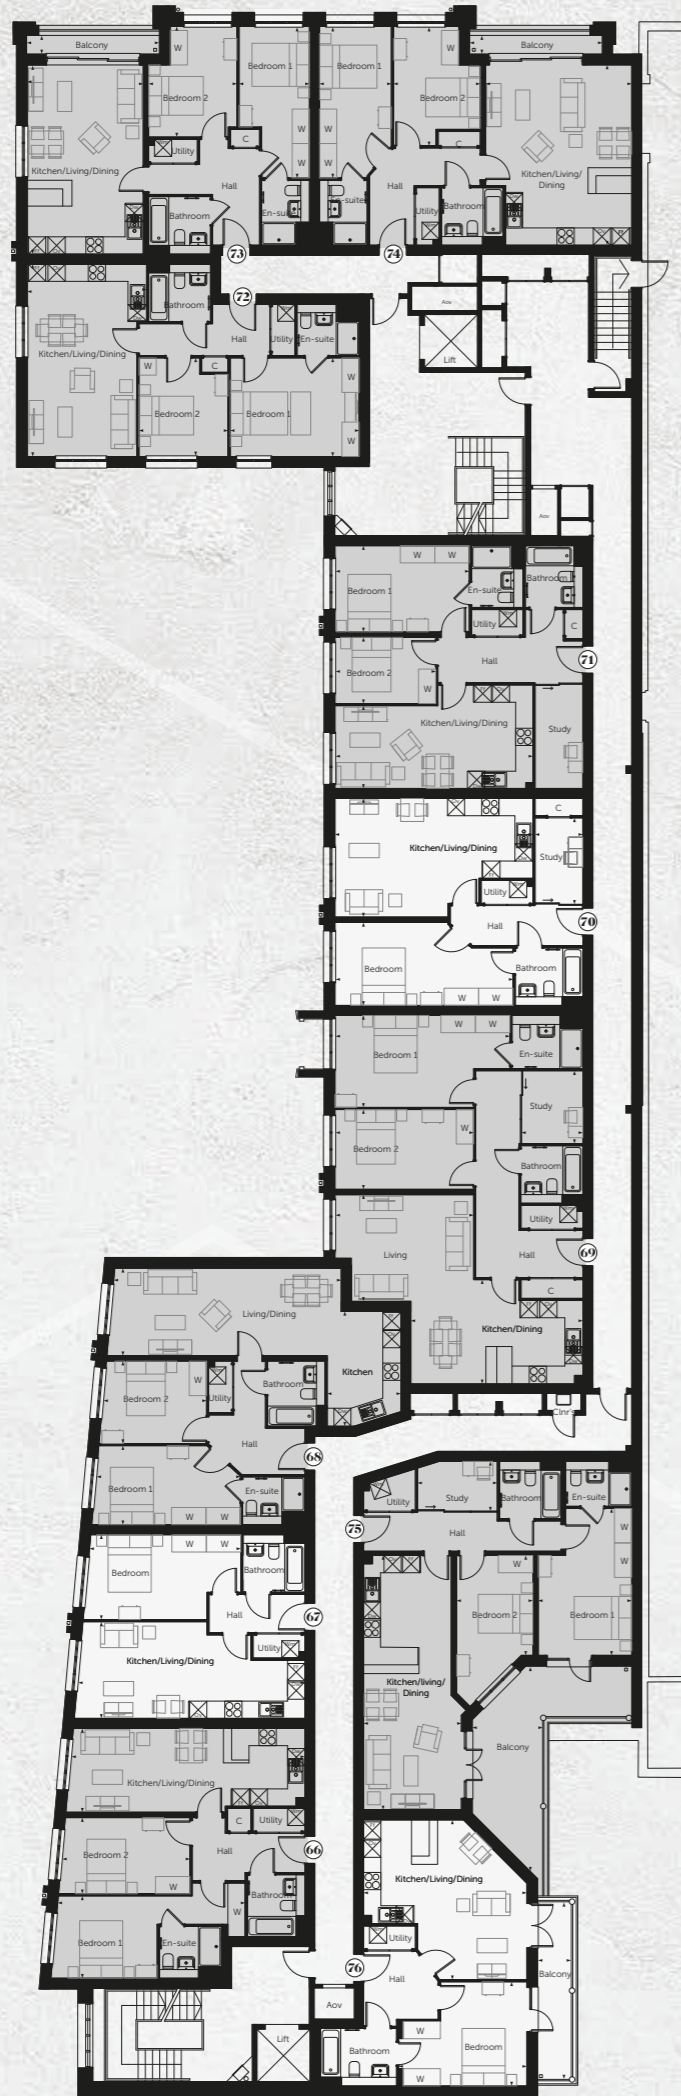 Balcony
W
Bedroom 1
Bedroom 1
W
Balcony
Bedroom 2
Bedroom 2
W
W
C
C
Utility
Kitchen/Living/Dining
W
W
Kitchen/Living/
Dining
Hall
Hall
Bathroom
En-suite
En-suite
Utility
Bathroom
73
74
72
Bathroom
Aov
Kitchen/Living/Dining
Hall
Utility
En-suite
Lift
W
C
W
Bedroom 2
Bedroom 1
W
Aov
W
W
Bedroom 1
En-suite
Bathroom
Utility
C
Hall
71
Bedroom 2
W
Kitchen/Living/Dining
Study
C
Kitchen/Living/Dining
Study
Utility
Hall
70
Bedroom
Bathroom
W
W
W
W
Bedroom 1
En-suite
Study
W
Bedroom 2
Bathroom
Utility
Living
Hall
69
C
Living/Dining
Kitchen/Dining
Kitchen
W
Bathroom
Bedroom 2
Utility
Clnr's
Hall
68
Bedroom 1
En-suite
Utility
Study
Bathroom
En-suite
W
W
75
Hall
W
W
W
W
W
Bedroom
Bathroom
Hall
67
Bedroom 2
Bedroom 1
Utility
Kitchen/Living/Dining
Kitchen/living/
Dining
Balcony
Kitchen/Living/Dining
C
Utility
Hall
66
Bedroom 2
W
Bathroom
W
Kitchen/Living/Dining
Bedroom 1
En-suite
Utility
76
Hall
Balcony
Aov
W
Lift
Bathroom
Bedroom
W